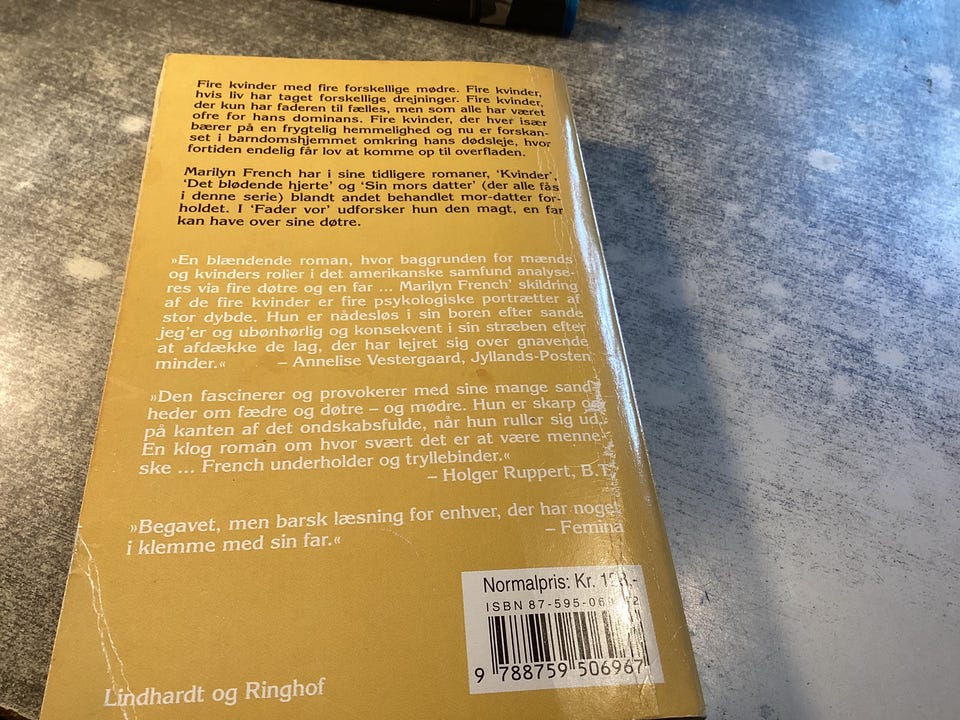 Fire kvinder med fire forskellige mødre. Fire kvinder,
hvis liv har taget forskellige drejninger. Fire kvinder,
der kun har faderen til fælles, men som alle har været
ofre for hans dominans. Fire kvinder, der hver især
bærer på en frygtelig hemmelighed og nu er forskan-
set i barndomshjemmet omkring hans dødsleje, hvor
fortiden endelig får lov at komme op til overfladen.
Marilyn French har i sine tidligere romaner, ‘Kvinder’,
‘Det blødende hjerte’ og ‘Sin mors datter’ (der alle fås
i denne serie) blandt andet behandlet mor-datter for-
holdet. I ‘Fader vor’ udforsker hun den magt, en far
kan have over sine døtre.
»En blændende roman, hvor baggrunden for mænds
og kvinders roller i det amerikanske samfund analyse-
res via fire døtre og en far ... Marilyn French’ skildring
af de fire kvinder er fire psykologiske portrætter af
stor dybde. Hun er nådesløs i sin boren efter sande
jeg’er og ubønhørlig og konsekvent i sin stræben efter
at afdække de lag, der har lejret sig over gnavende
minder.« – Annelise Vestergaard, Jyllands-Posten
»Den fascinerer og provokerer med sine mange sand-
heder om fædre og døtre – og mødre. Hun er skarp og
på kanten af det ondskabsfulde, når hun ruller sig ud.
En klog roman om hvor svært det er at være menne-
ske ... French underholder og tryllebinder.«
– Holger Ruppert, B.T.
»Begavet, men barsk læsning for enhver, der har noget
i klemme med sin far.« – Femina
Normalpris: Kr.
ISBN
9 788759 506967
Lindhardt og Ringhof